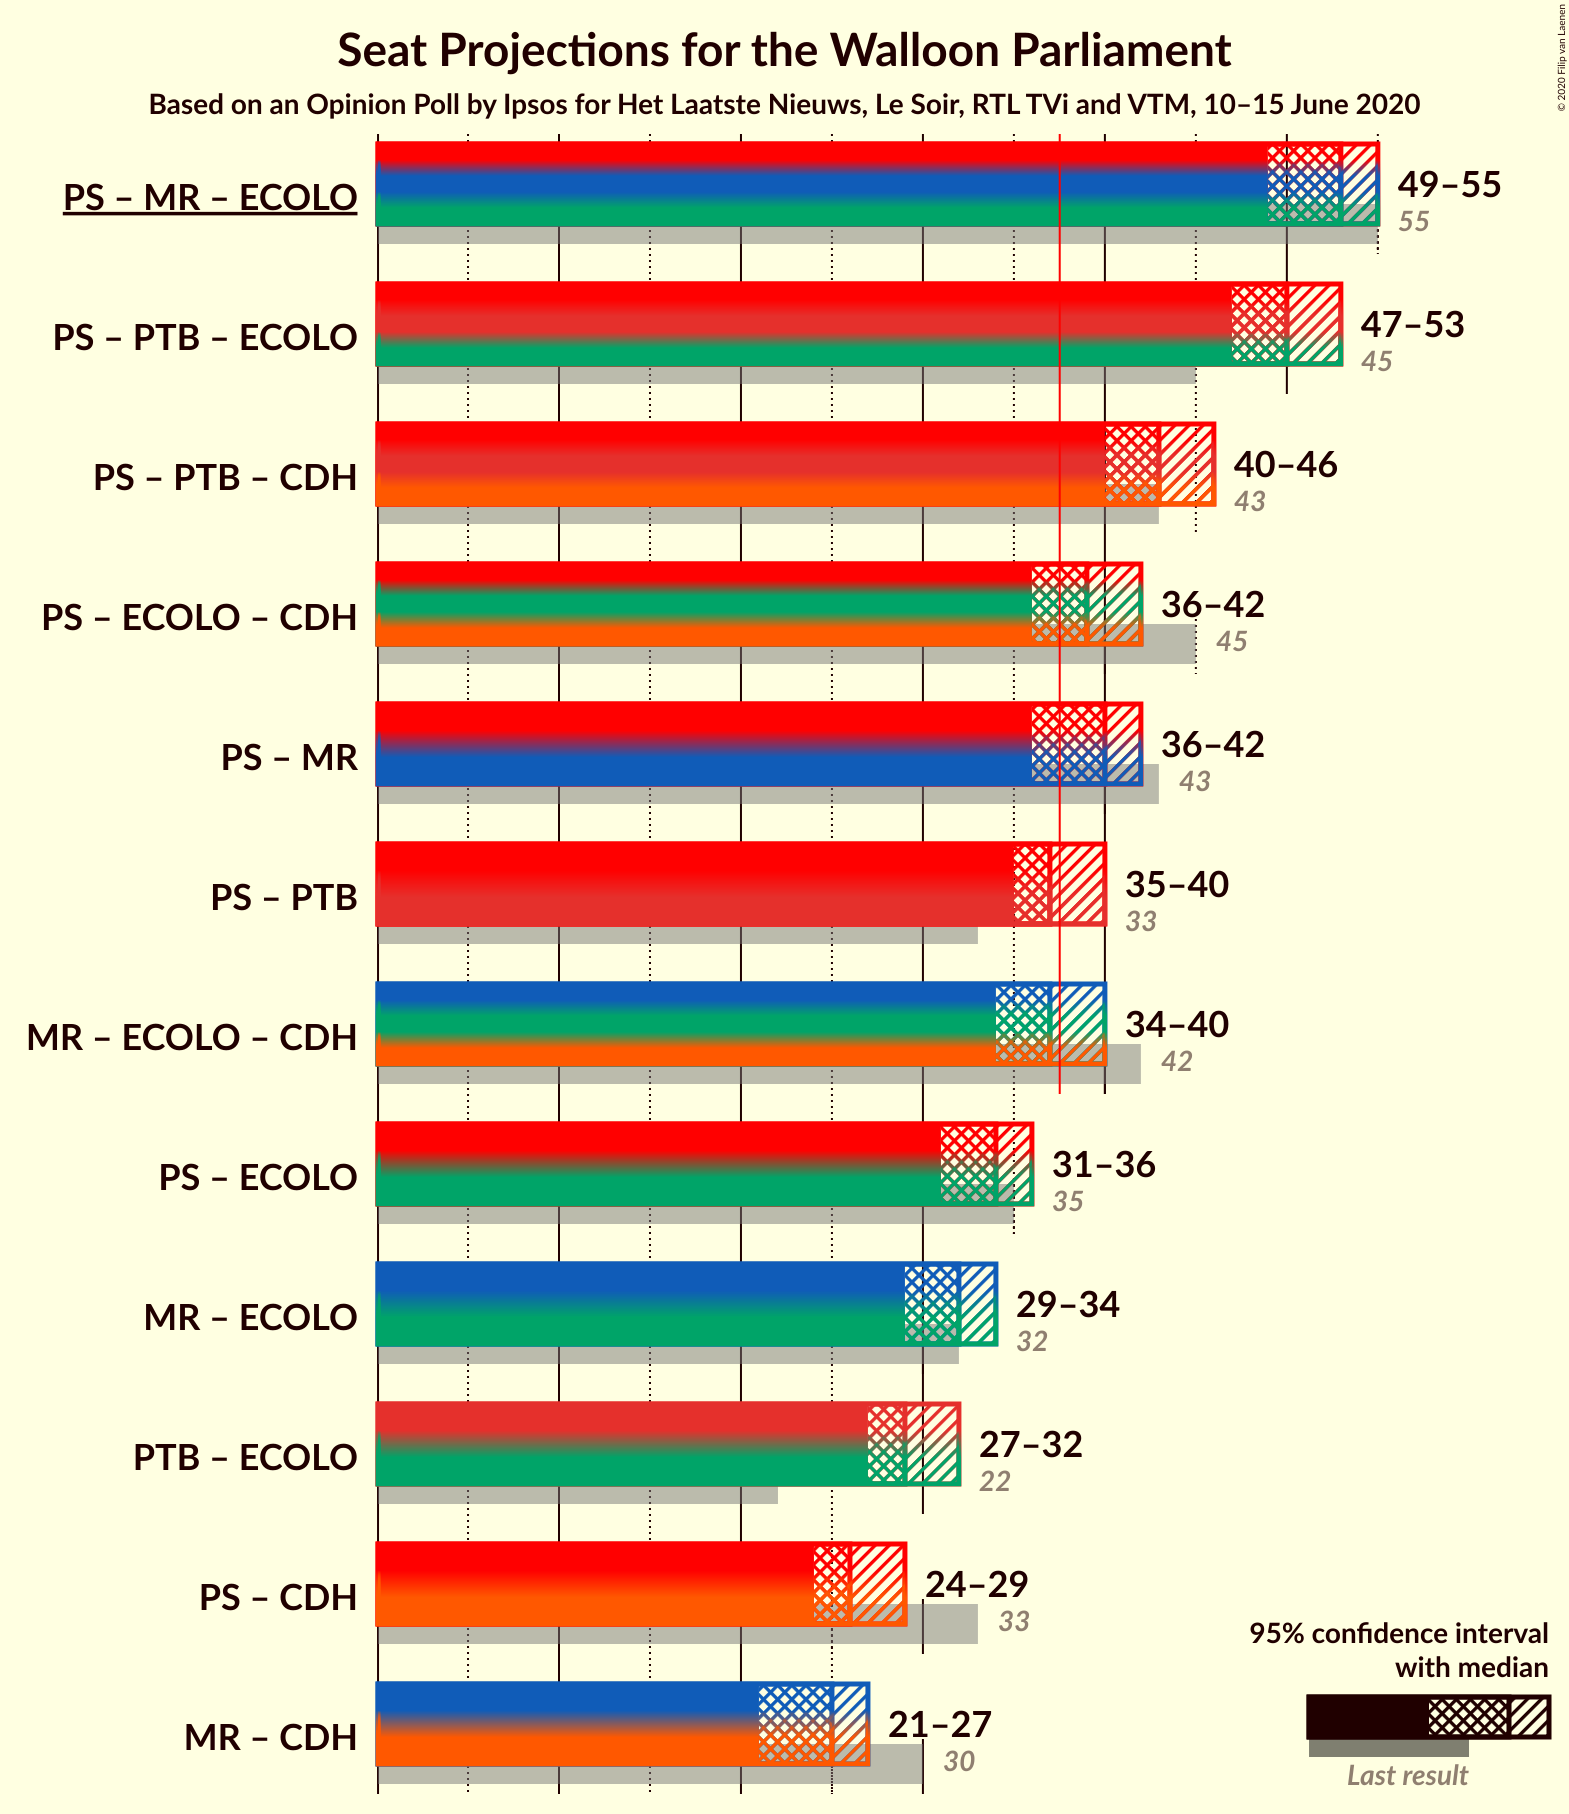 Seat Projections for the Walloon Parliament
Based on an Opinion Poll by Ipsos for Het Laatste Nieuws, Le Soir, RTL TVi and VTM, 10–15 June 2020
© 2020 Filip van Laenen
PS – MR – ECOLO
49–55
55
PS – PTB – ECOLO
47–53
45
PS – PTB – CDH
40–46
43
PS – ECOLO – CDH
36–42
45
PS – MR
36–42
43
PS – PTB
35–40
33
MR – ECOLO – CDH
34–40
42
PS – ECOLO
31–36
35
MR – ECOLO
29–34
32
PTB – ECOLO
27–32
22
PS – CDH
24–29
33
MR – CDH
21–27
30
95% confidence interval
with median
Last result